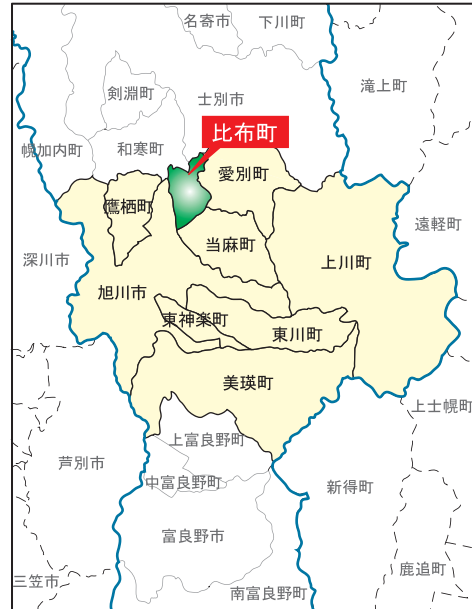 名寄市
下川町
滝上町
剣淵町
士別市
比布町
幌加内町
和寒町
愛別町
鷹栖町
遠軽町
当麻町
深川市
上川町
旭川市
東神楽町
東川町
美瑛町
上士幌町
上富良野町
芦別市
中富良野町
新得町
富良野市
鹿追町
三笠市
南富良野町